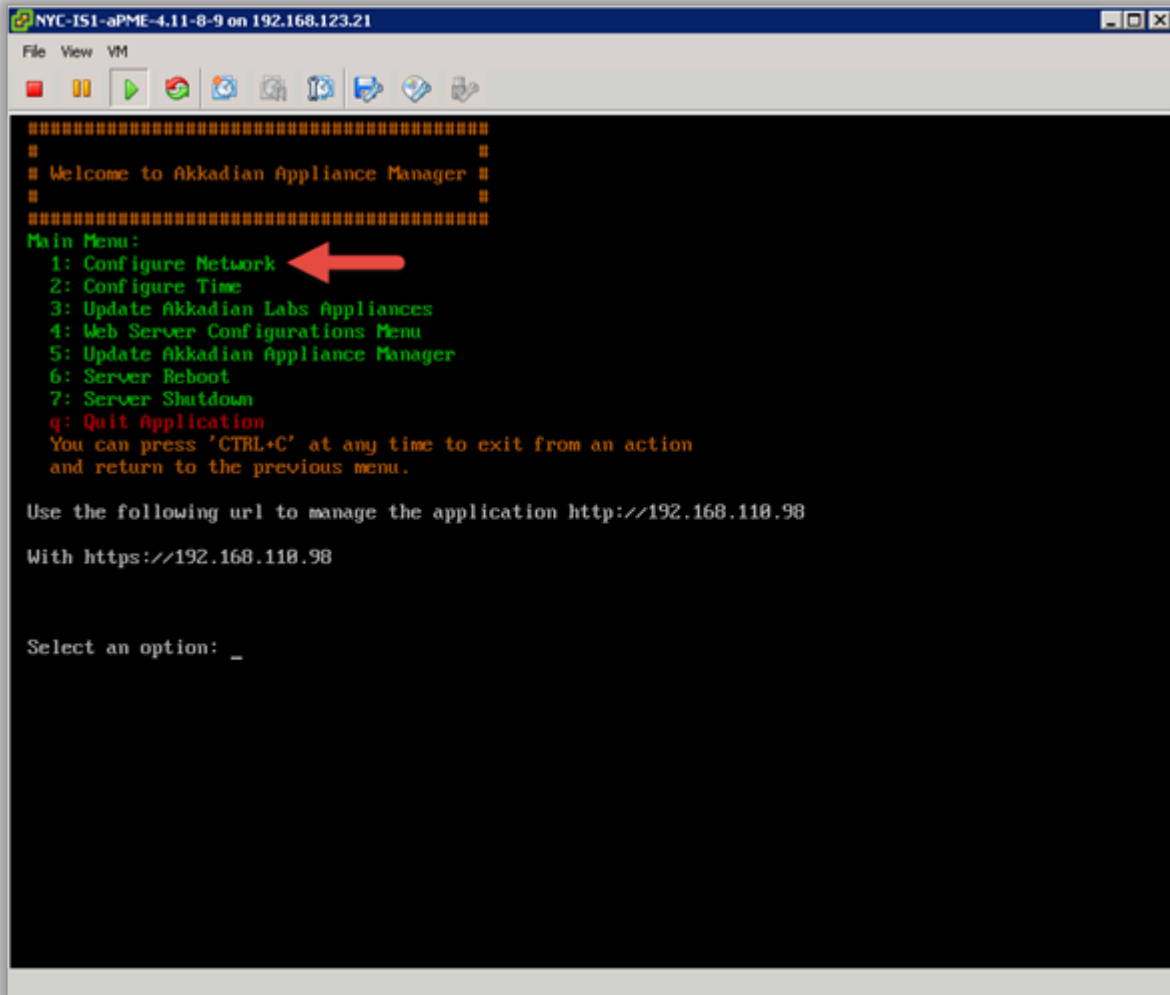 NYC-IS1-aPME-4.11-8-9 on 192.168.123.21
File View VM
#########################################
# #
# Welcome to Akkadian Appliance Manager #
# #
#########################################
Main Menu:
1: Configure Network
2: Configure Time
3: Update Akkadian Labs Appliances
4: Web Server Configurations Menu
5: Update Akkadian Appliance Manager
6: Server Reboot
7: Server Shutdown
q: Quit Application
You can press 'CTRL+C' at any time to exit from an action
and return to the previous menu.
Use the following url to manage the application http://192.168.110.98
With https://192.168.110.98
Select an option: _